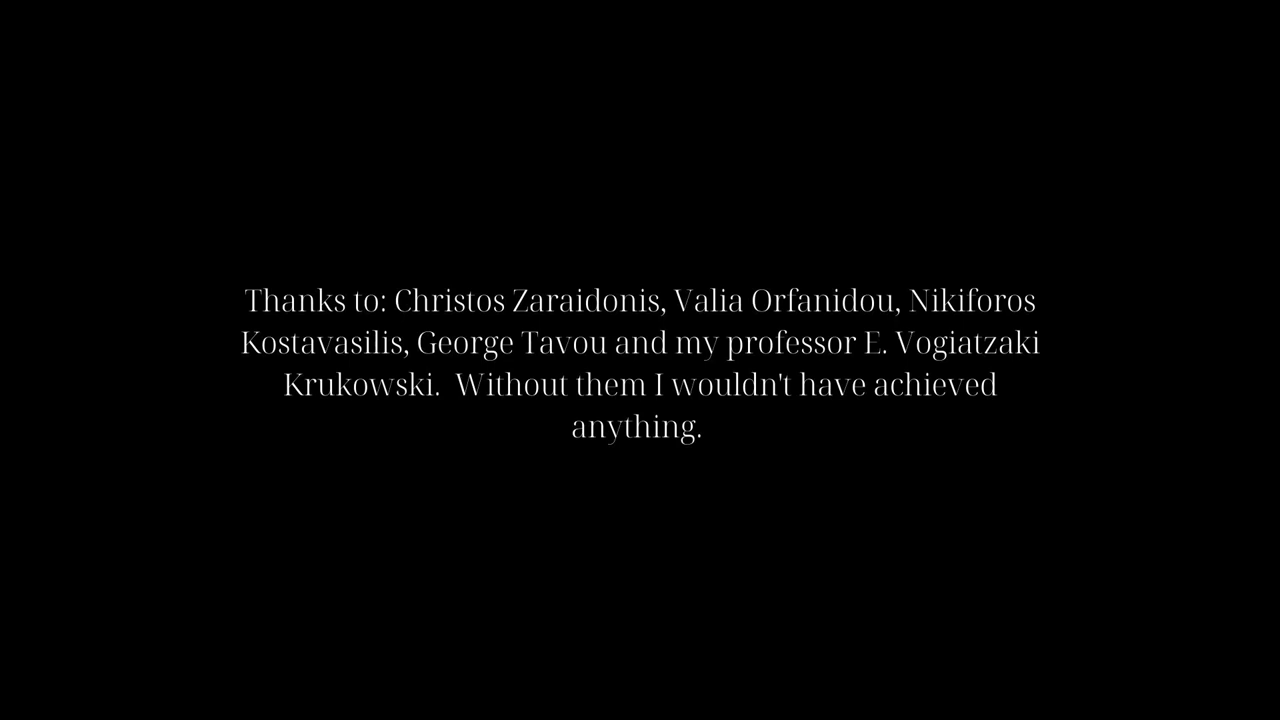 Thanks to: Christos Zaraidonis, Valia Orfanidou, Nikiforos
Kostavasilis, George Tavou and my professor E. Vogiatzaki
Krukowski.  Without them I wouldn't have achieved
anything.